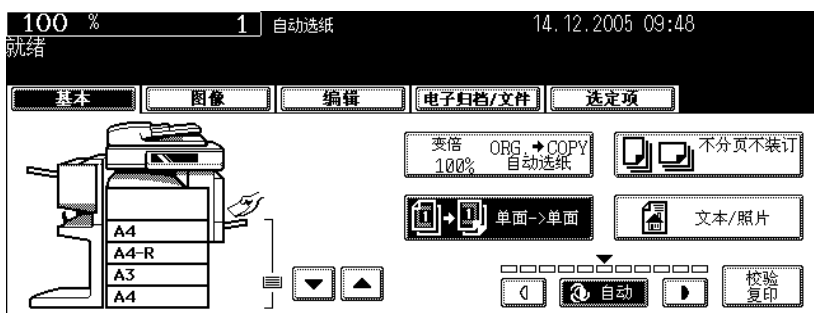 100 % 1 自动选纸 14.12.2005 09:48
就绪
基本 图像 编辑 电子归档/文件 选定项
变倍 ORG.→COPY
100% 自动选纸
不分页不装订
1→1 单面->单面
文本/照片
A4
A4-R
A3
A4
自动
校验
复印